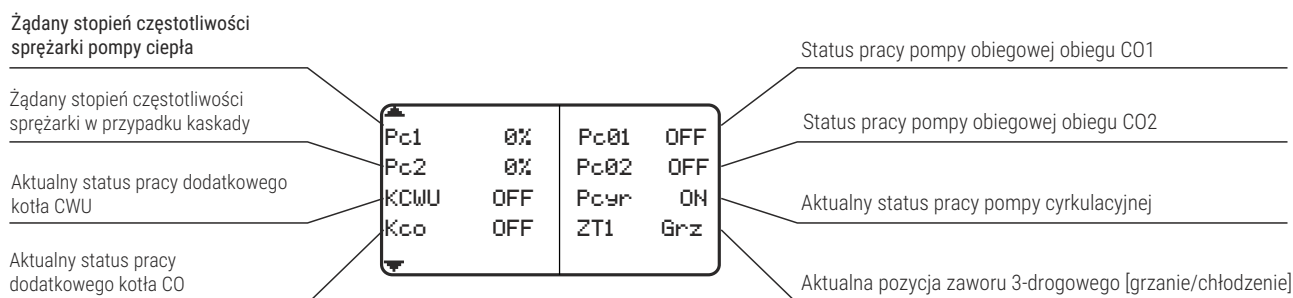 Żądany stopień częstotliwości
sprężarki pompy ciepła
Żądany stopień częstotliwości
sprężarki w przypadku kaskady
Aktualny status pracy dodatkowego
kotła CWU
Aktualny status pracy
dodatkowego kotła CO
Pc1 0% Pc01 OFF
Pc2 0% Pc02 OFF
KCWU OFF Pcyr ON
Kco OFF ZT1 Grz
Status pracy pompy obiegowej obiegu CO1
Status pracy pompy obiegowej obiegu CO2
Aktualny status pracy pompy cyrkulacyjnej
Aktualna pozycja zaworu 3-drogowego [grzanie/chłodzenie]